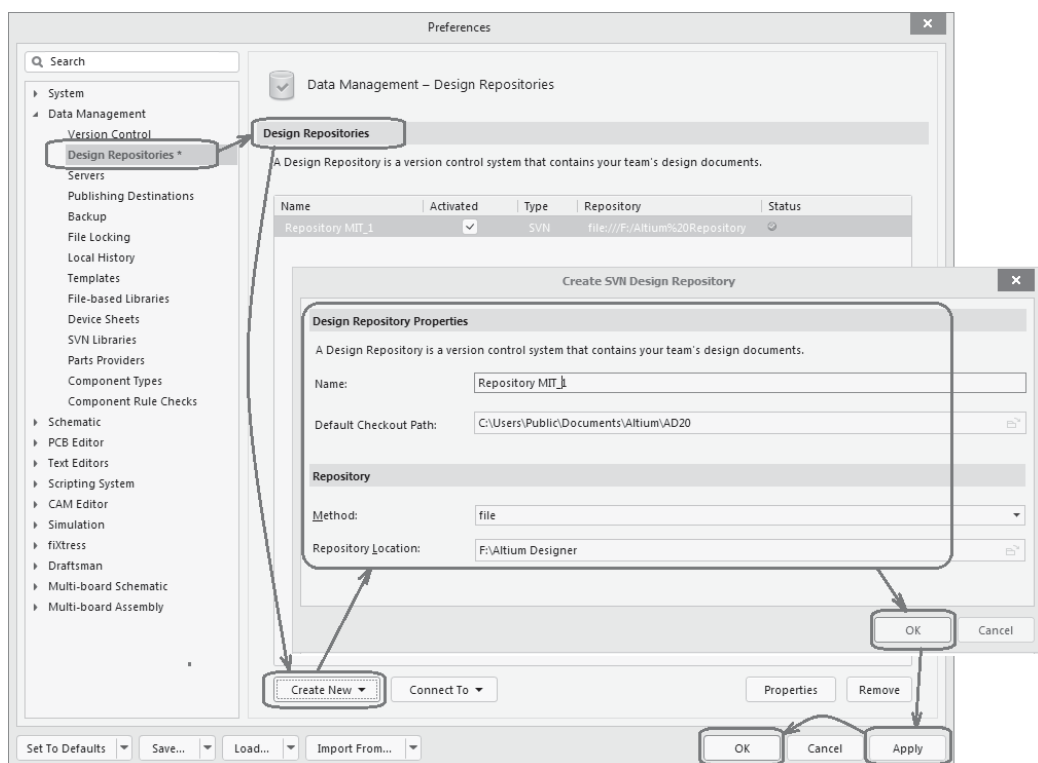 Preferences
Search
System
Data Management
Version Control
Design Repositories *
Servers
Publishing Destinations
Backup
File Locking
Local History
Templates
File-based Libraries
Device Sheets
SVN Libraries
Parts Providers
Component Types
Component Rule Checks
Schematic
PCB Editor
Text Editors
Scripting System
CAM Editor
Simulation
fiXtress
Draftsman
Multi-board Schematic
Multi-board Assembly
Data Management – Design Repositories
Design Repositories
A Design Repository is a version control system that contains your team's design documents.
Name Activated Type Repository Status
Repository MIT_1 SVN file:///F:/Altium%20Repository
Create SVN Design Repository
Design Repository Properties
A Design Repository is a version control system that contains your team's design documents.
Name: Repository MIT_1
Default Checkout Path: C:\Users\Public\Documents\Altium\AD20
Repository
Method: file
Repository Location: F:\Altium Designer
OK Cancel
Create New Connect To Properties Remove
Set To Defaults Save... Load... Import From... OK Cancel Apply